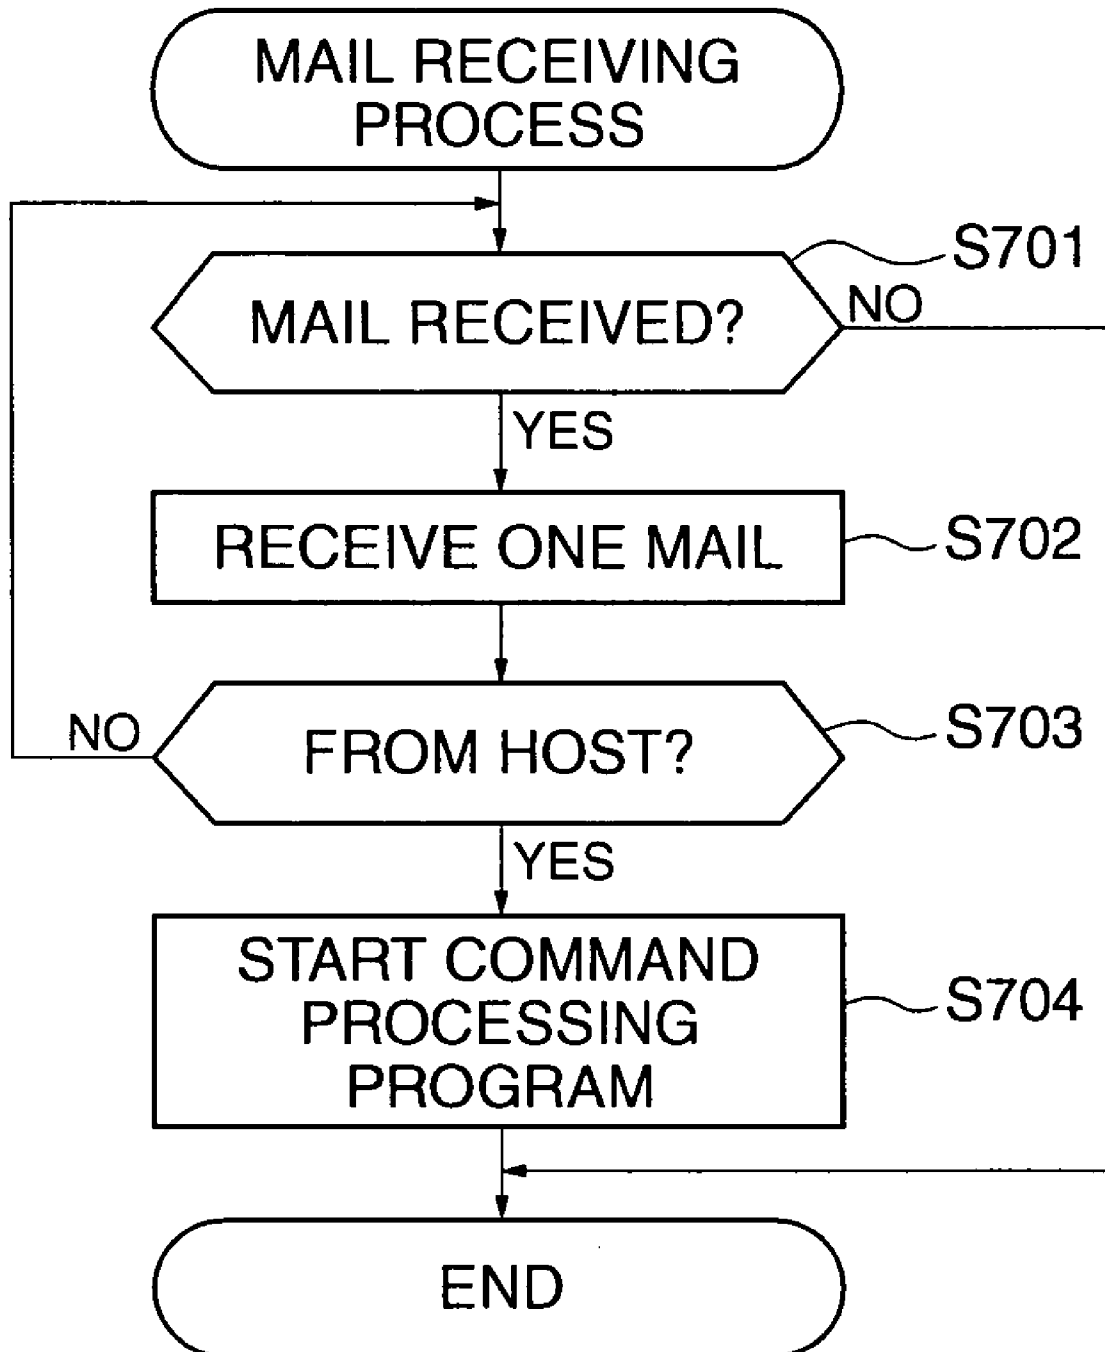 MAIL RECEIVING
PROCESS
S701
MAIL RECEIVED?
NO
YES
RECEIVE ONE MAIL
S702
NO
FROM HOST?
S703
YES
START COMMAND
PROCESSING
PROGRAM
S704
END